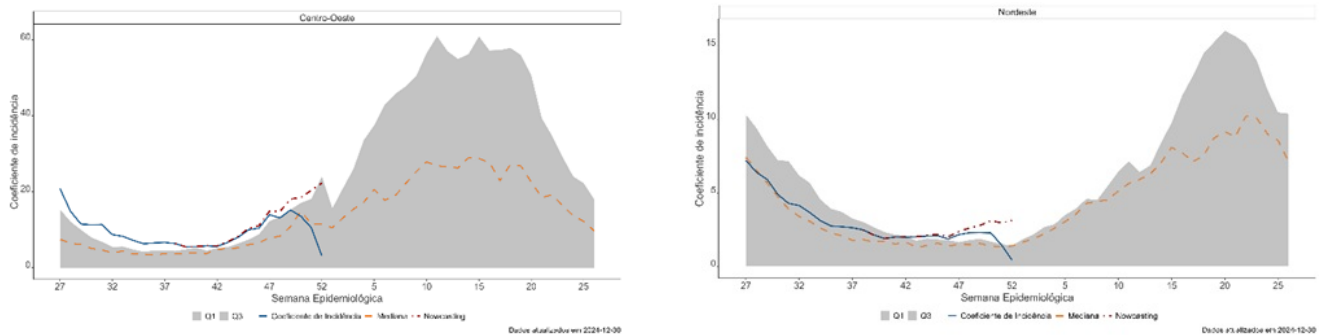 Centro-Oeste
60
40
20
0
Coeficiente de incidência
27 32 37 42 47 52 5 10 15 20 25
Semana Epidemiológica
Q1 Q3 Coeficiente de Incidência Mediana Nowcasting
Dados atualizados em 2024-12-30
Nordeste
15
10
5
0
Coeficiente de incidência
27 32 37 42 47 52 5 10 15 20 25
Semana Epidemiológica
Q1 Q3 Coeficiente de Incidência Mediana Nowcasting
Dados atualizados em 2024-12-30